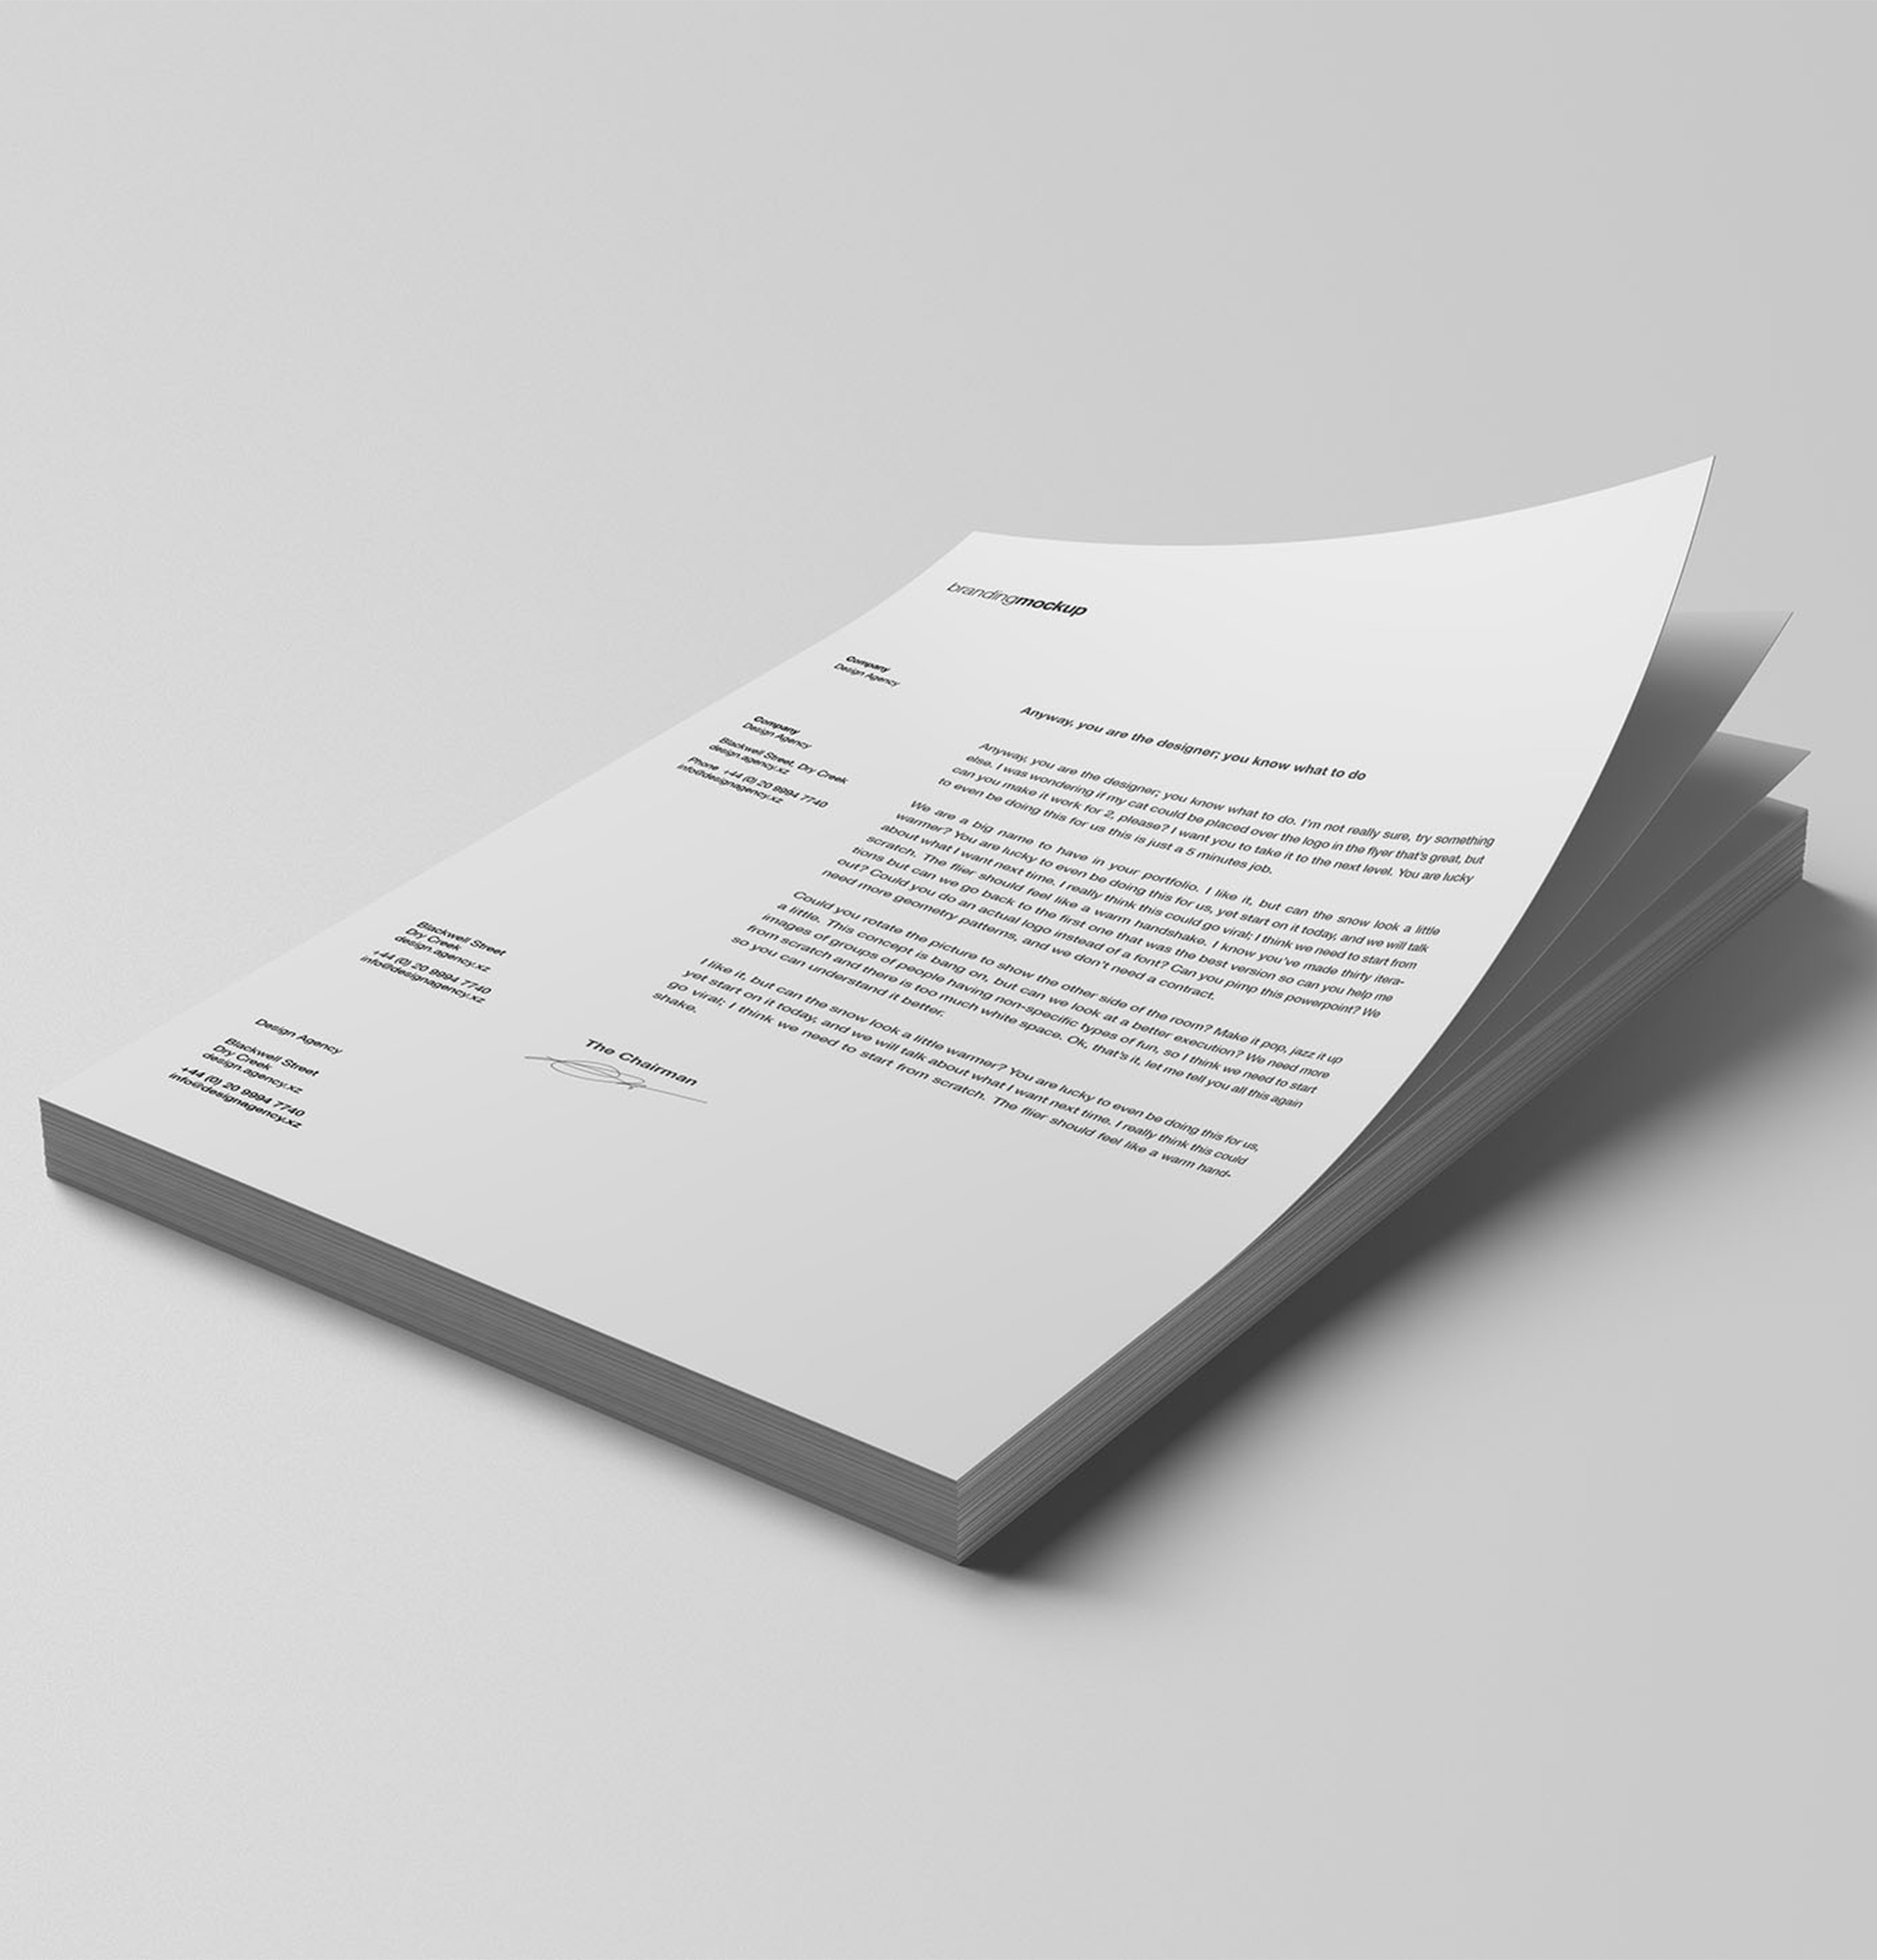 brandingmockup
Company
Design Agency
Company
Design Agency
Blackwell Street, Dry Creek
design.agency.xz
Phone +44 (0) 20 9994 7740
info@designagency.xz
Blackwell Street
Dry Creek
design.agency.xz
+44 (0) 20 9994 7740
info@designagency.xz
Design Agency
Blackwell Street
Dry Creek
design.agency.xz
+44 (0) 20 9994 7740
info@designagency.xz
Anyway, you are the designer; you know what to do
Anyway, you are the designer; you know what to do. I'm not really sure, try something
else. I was wondering if my cat could be placed over the logo in the flyer that's great, but
can you make it work for 2, please? I want you to take it to the next level. You are lucky
to even be doing this for us this is just a 5 minutes job.
We are a big name to have in your portfolio. I like it, but can the snow look a little
warmer? You are lucky to even be doing this for us, yet start on it today, and we will talk
about what I want next time. I really think this could go viral; I think we need to start from
scratch. The flier should feel like a warm handshake. I know you've made thirty itera-
tions but can we go back to the first one that was the best version so can you help me
out? Could you do an actual logo instead of a font? Can you pimp this powerpoint? We
need more geometry patterns, and we don't need a contract.
Could you rotate the picture to show the other side of the room? Make it pop, jazz it up
a little. This concept is bang on, but can we look at a better execution? We need more
images of groups of people having non-specific types of fun, so I think we need to start
from scratch and there is too much white space. Ok, that's it, let me tell you all this again
so you can understand it better.
I like it, but can the snow look a little warmer? You are lucky to even be doing this for us,
yet start on it today, and we will talk about what I want next time. I really think this could
go viral; I think we need to start from scratch. The flier should feel like a warm hand-
shake.
The Chairman